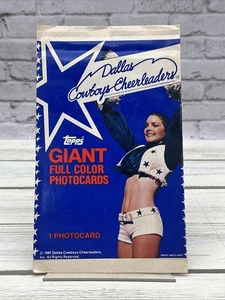 Dallas
Cowboys Cheerleaders
Topps
GIANT
FULL COLOR
PHOTOCARDS
1 PHOTOCARD
© 1981 Dallas Cowboys Cheerleaders,
Inc. All Rights Reserved.